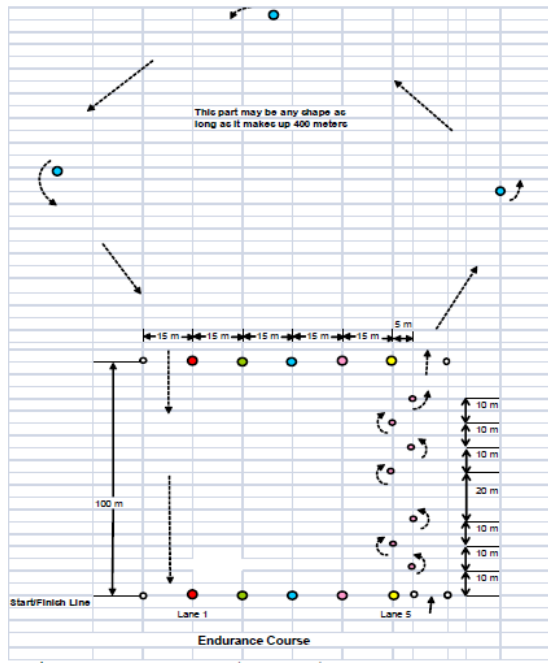 This part may be any shape as
long as it makes up 400 meters
5 m
15 m 15 m 15 m 15 m 15 m
10 m
10 m
10 m
100 m
20 m
10 m
10 m
10 m
Start/Finish Line
Lane 1 Lane 5
Endurance Course